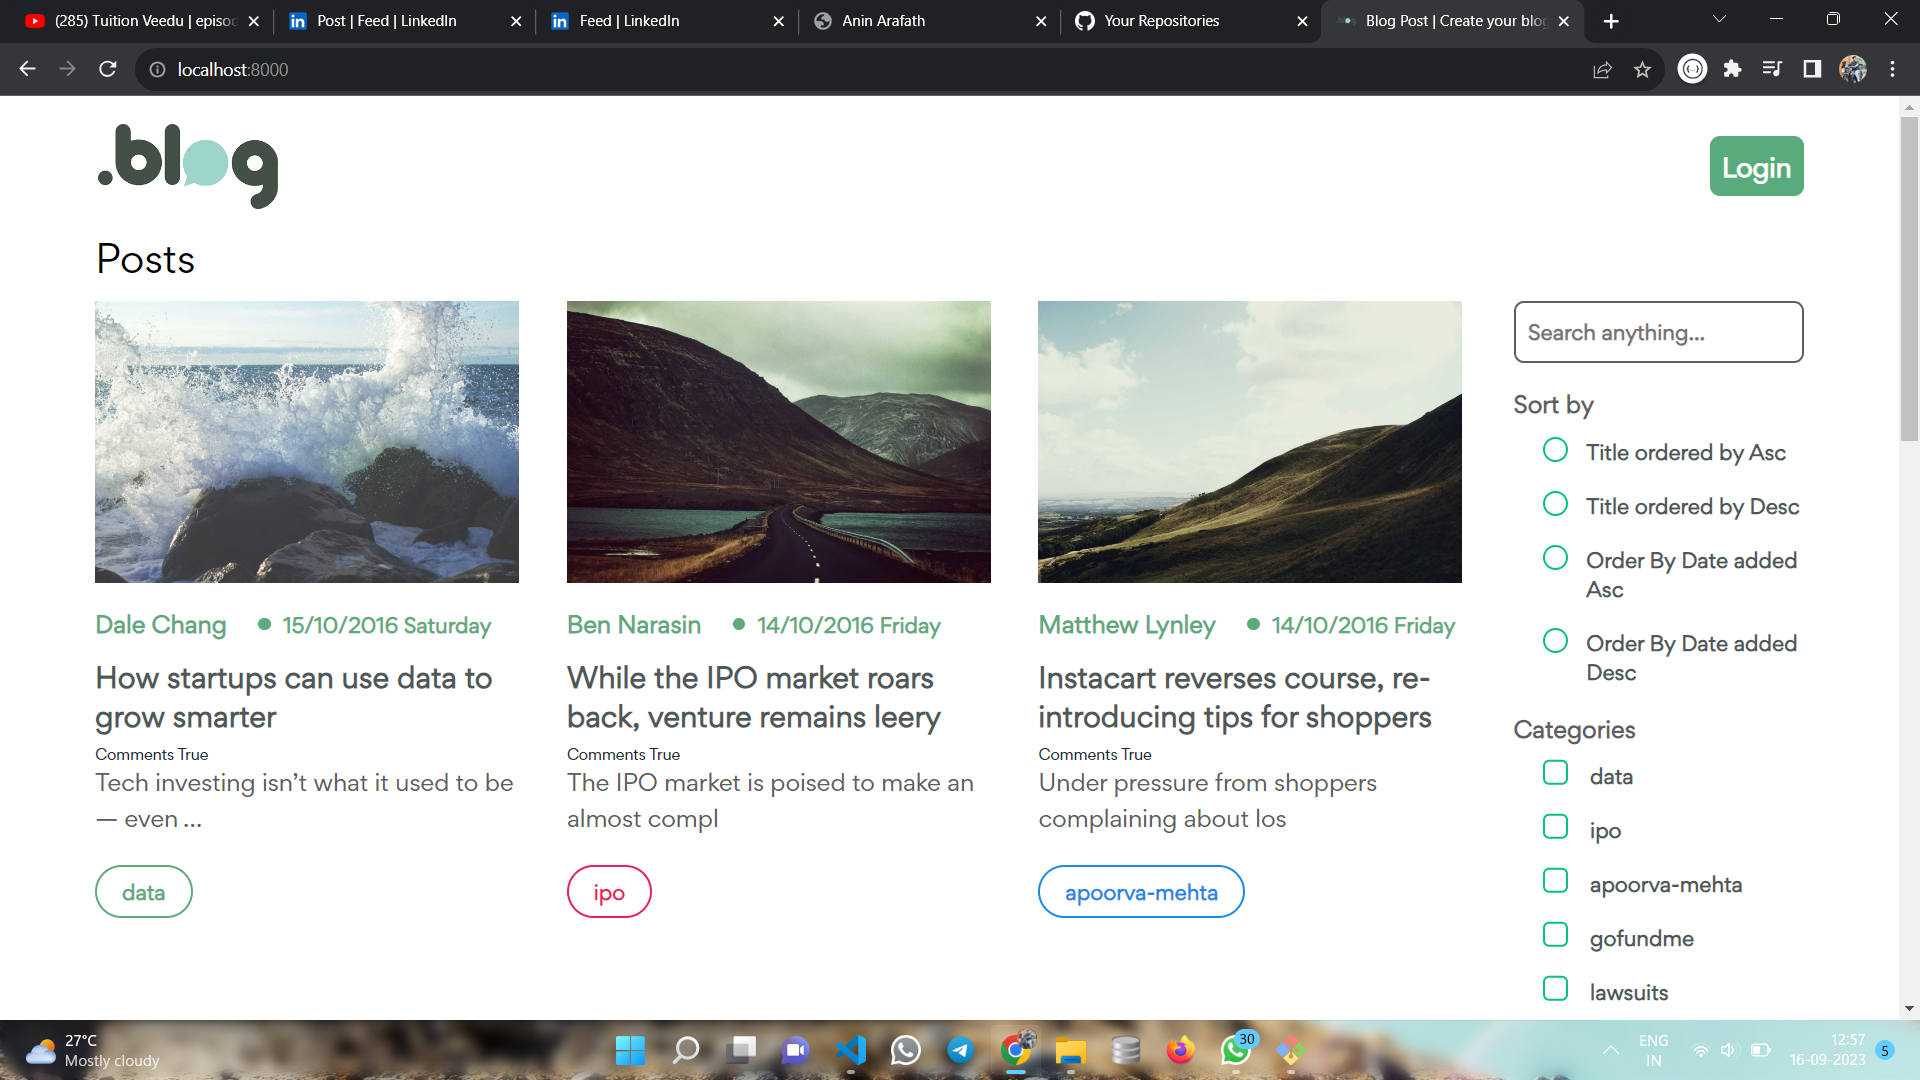 (285) Tuition Veedu | episod
Post | Feed | LinkedIn
Feed | LinkedIn
Anin Arafath
Your Repositories
Blog Post | Create your blog
localhost:8000
.blog
Login
Posts
Dale Chang
15/10/2016 Saturday
How startups can use data to
grow smarter
Comments True
Tech investing isn’t what it used to be
— even ...
data
Ben Narasin
14/10/2016 Friday
While the IPO market roars
back, venture remains leery
Comments True
The IPO market is poised to make an
almost compl
ipo
Matthew Lynley
14/10/2016 Friday
Instacart reverses course, re-
introducing tips for shoppers
Comments True
Under pressure from shoppers
complaining about los
apoorva-mehta
Search anything...
Sort by
Title ordered by Asc
Title ordered by Desc
Order By Date added
Asc
Order By Date added
Desc
Categories
data
ipo
apoorva-mehta
gofundme
lawsuits
27°C
Mostly cloudy
30
ENG
IN
12:57
16-09-2023
5